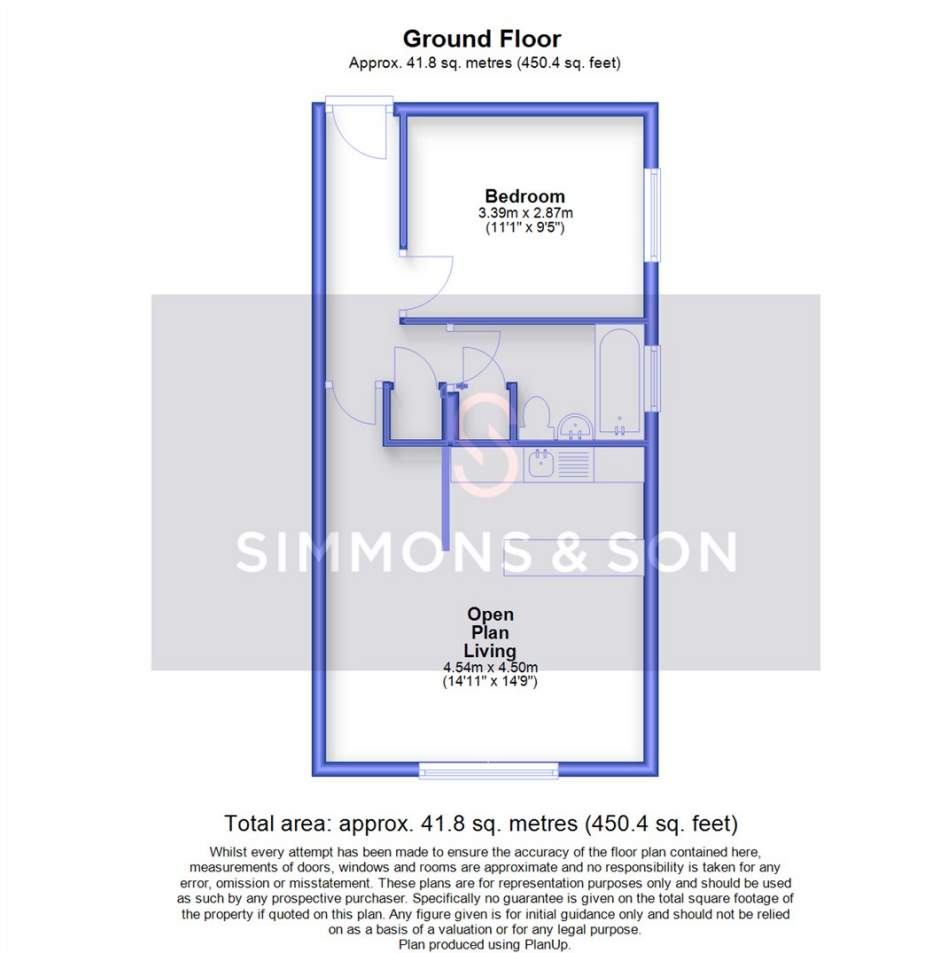 Ground Floor
Approx. 41.8 sq. metres (450.4 sq. feet)
Bedroom
3.39m x 2.87m
(11'1" x 9'5")
SIMMONS & SON
Open
Plan
Living
4.54m x 4.50m
(14'11" x 14'9")
Total area: approx. 41.8 sq. metres (450.4 sq. feet)
Whilst every attempt has been made to ensure the accuracy of the floor plan contained here,
measurements of doors, windows and rooms are approximate and no responsibility is taken for any
error, omission or misstatement. These plans are for representation purposes only and should be used
as such by any prospective purchaser. Specifically no guarantee is given on the total square footage of
the property if quoted on this plan. Any figure given is for initial guidance only and should not be relied
on as a basis of a valuation or for any legal purpose.
Plan produced using PlanUp.